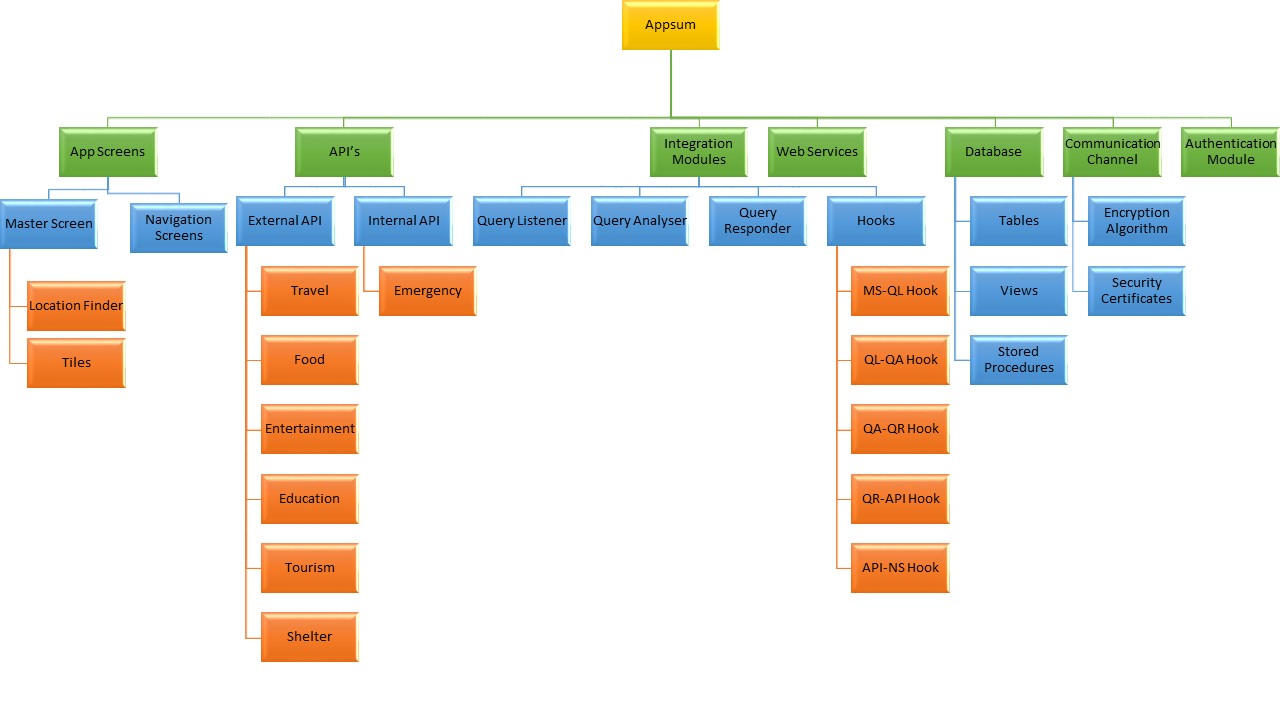 Appsum
App Screens
API's
Integration
Modules
Web Services
Database
Communication
Channel
Authentication
Module
Master Screen
Navigation
Screens
External API
Internal API
Query Listener
Query Analyser
Query
Responder
Hooks
Tables
Encryption
Algorithm
Location Finder
Travel
Emergency
MS-QL Hook
Views
Security
Certificates
Tiles
Food
QL-QA Hook
Stored
Procedures
Entertainment
QA-QR Hook
Education
QR-API Hook
Tourism
API-NS Hook
Shelter